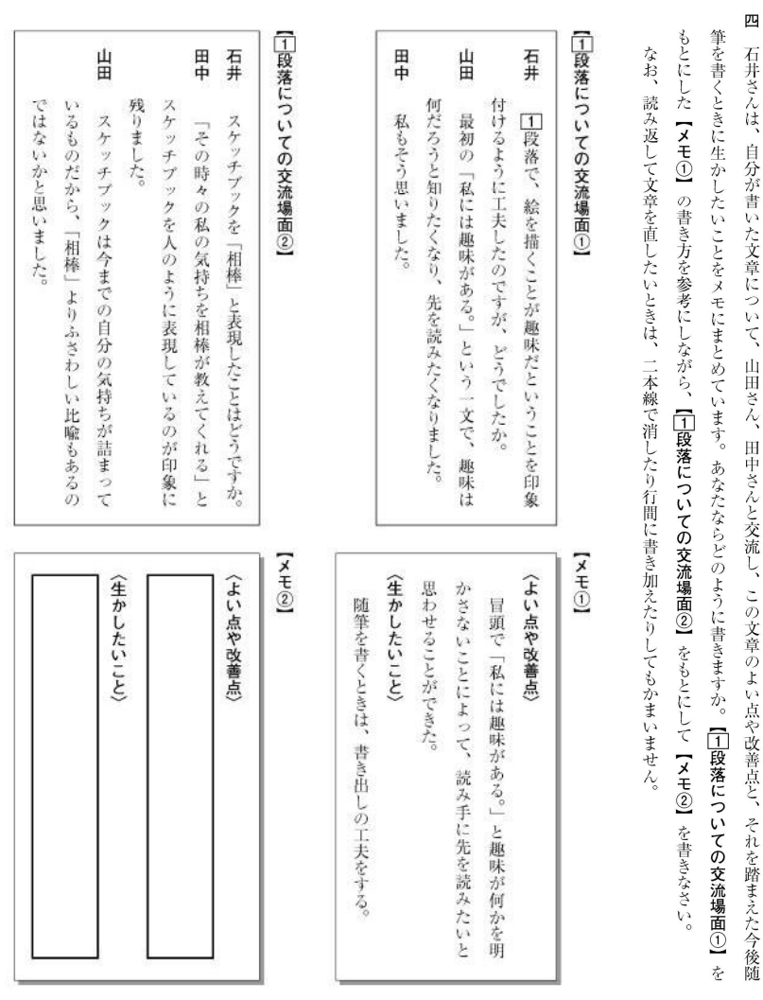 四　石井さんは、自分が書いた文章について、山田さん、田中さんと交流し、この文章のよい点や改善点と、それを踏まえた今後随
筆を書くときに生かしたいことをメモにまとめています。あなたならどのように書きますか。【1段落についての交流場面①】を
もとにした【メモ①】の書き方を参考にしながら、【1段落についての交流場面②】をもとにして【メモ②】を書きなさい。
なお、読み返して文章を直したいときは、二本線で消したり行間に書き加えたりしてもかまいません。
【1段落についての交流場面①】
石井　1段落で、絵を描くことが趣味だということを印象
付けるように工夫したのですが、どうでしたか。
山田　最初の「私には趣味がある。」という一文で、趣味は
何だろうと知りたくなり、先を読みたくなりました。
田中　私もそう思いました。
【メモ①】
〈よい点や改善点〉
冒頭で「私には趣味がある。」と趣味が何かを明
かさないことによって、読み手に先を読みたいと
思わせることができた。
〈生かしたいこと〉
随筆を書くときは、書き出しの工夫をする。
【1段落についての交流場面②】
石井　スケッチブックを「相棒」と表現したことはどうですか。
田中　「その時々の私の気持ちを相棒が教えてくれる」と
スケッチブックを人のように表現しているのが印象に
残りました。
山田　スケッチブックは今までの自分の気持ちが詰まって
いるものだから、「相棒」よりふさわしい比喩もあるの
ではないかと思いました。
【メモ②】
〈よい点や改善点〉
〈生かしたいこと〉